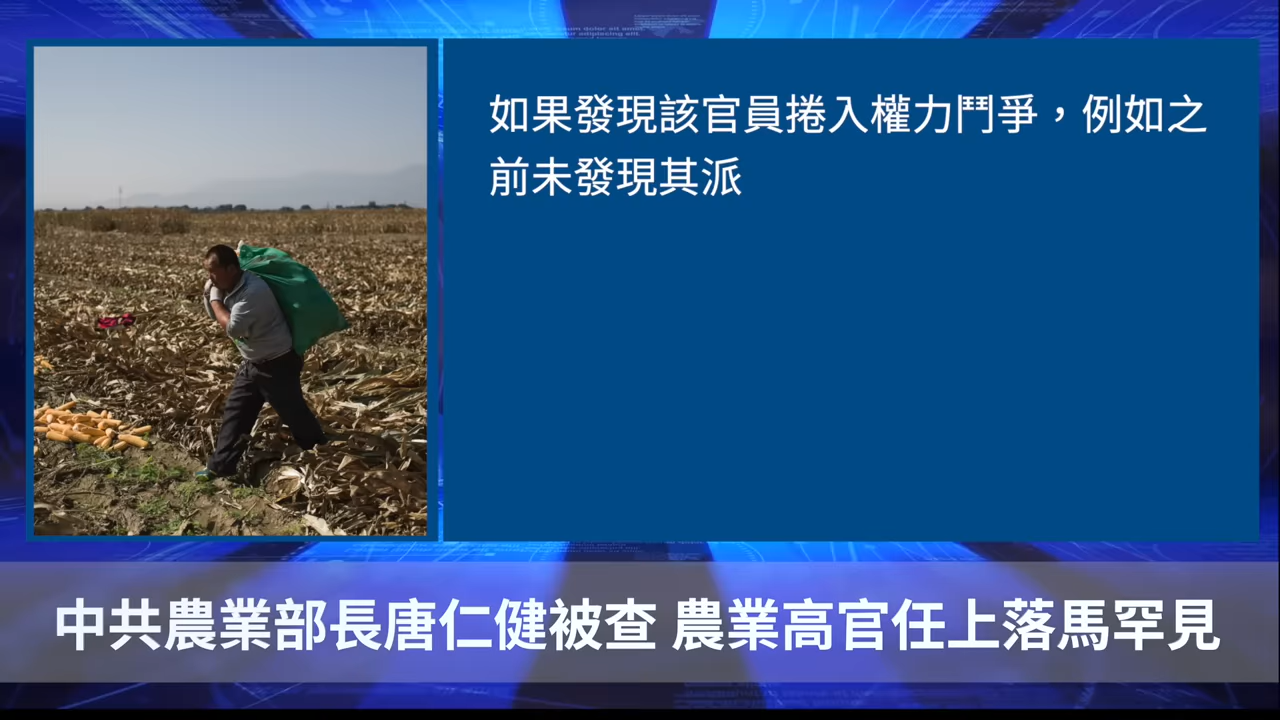 如果發現該官員捲入權力鬥爭，例如之
前未發現其派
中共農業部長唐仁健被查 農業高官任上落馬罕見